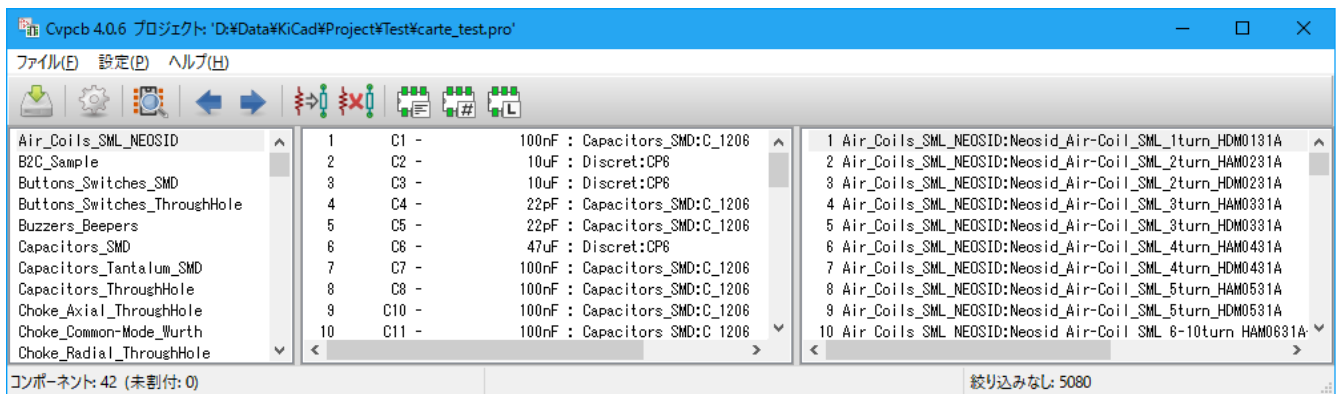 Cvpcb 4.0.6 プロジェクト: 'D:¥Data¥KiCad¥Project¥Test¥carte_test.pro'
ファイル(F) 設定(P) ヘルプ(H)
Air_Coils_SML_NEOSID
B2C_Sample
Buttons_Switches_SMD
Buttons_Switches_ThroughHole
Buzzers_Beepers
Capacitors_SMD
Capacitors_Tantalum_SMD
Capacitors_ThroughHole
Choke_Axial_ThroughHole
Choke_Common-Mode_Wurth
Choke_Radial_ThroughHole
1 C1 - 100nF : Capacitors_SMD:C_1206
2 C2 - 10uF : Discret:CP6
3 C3 - 10uF : Discret:CP6
4 C4 - 22pF : Capacitors_SMD:C_1206
5 C5 - 22pF : Capacitors_SMD:C_1206
6 C6 - 47uF : Discret:CP6
7 C7 - 100nF : Capacitors_SMD:C_1206
8 C8 - 100nF : Capacitors_SMD:C_1206
9 C10 - 100nF : Capacitors_SMD:C_1206
10 C11 - 100nF : Capacitors_SMD:C_1206
1 Air_Coils_SML_NEOSID:Neosid_Air-Coil_SML_1turn_HDM0131A
2 Air_Coils_SML_NEOSID:Neosid_Air-Coil_SML_2turn_HAM0231A
3 Air_Coils_SML_NEOSID:Neosid_Air-Coil_SML_2turn_HDM0231A
4 Air_Coils_SML_NEOSID:Neosid_Air-Coil_SML_3turn_HAM0331A
5 Air_Coils_SML_NEOSID:Neosid_Air-Coil_SML_3turn_HDM0331A
6 Air_Coils_SML_NEOSID:Neosid_Air-Coil_SML_4turn_HAM0431A
7 Air_Coils_SML_NEOSID:Neosid_Air-Coil_SML_4turn_HDM0431A
8 Air_Coils_SML_NEOSID:Neosid_Air-Coil_SML_5turn_HAM0531A
9 Air_Coils_SML_NEOSID:Neosid_Air-Coil_SML_5turn_HDM0531A
10 Air_Coils_SML_NEOSID:Neosid_Air-Coil_SML_6-10turn_HAM0631A-
コンポーネント: 42 (未割付: 0)
絞り込みなし: 5080